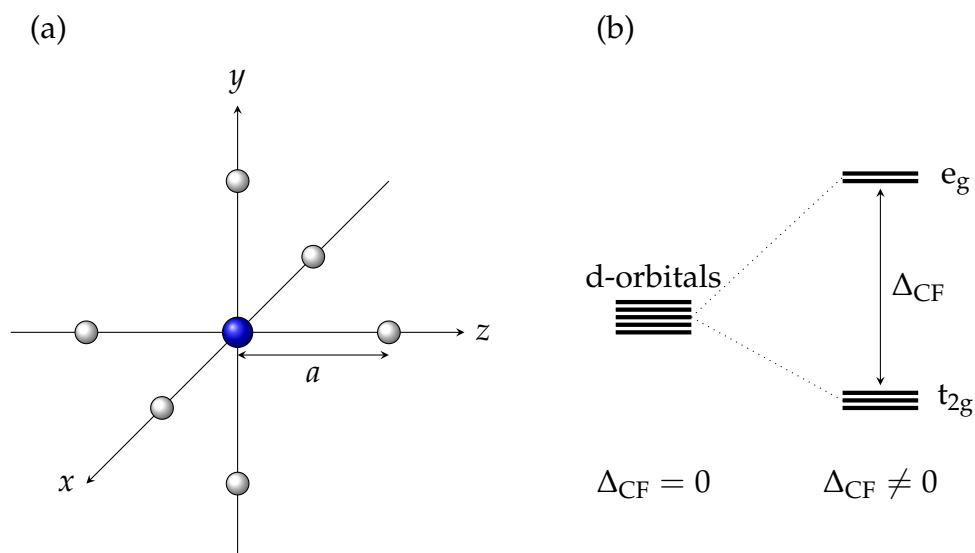 (a)
y
z
a
x
(b)
e_g
d-orbitals
Δ_CF
t_2g
Δ_CF = 0
Δ_CF ≠ 0